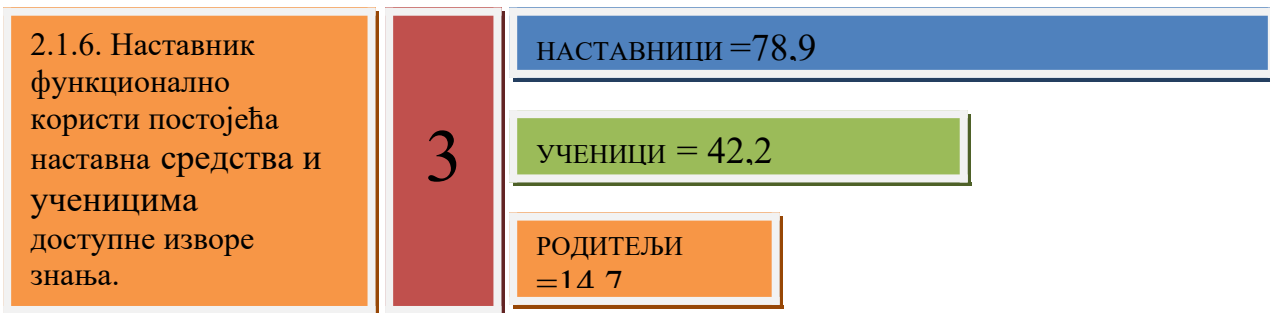 2.1.6. Наставник
функционално
користи постојећа
наставна средства и
ученицима
доступне изворе
знања.
3
НАСТАВНИЦИ =78,9
УЧЕНИЦИ = 42,2
РОДИТЕЉИ
=14,7